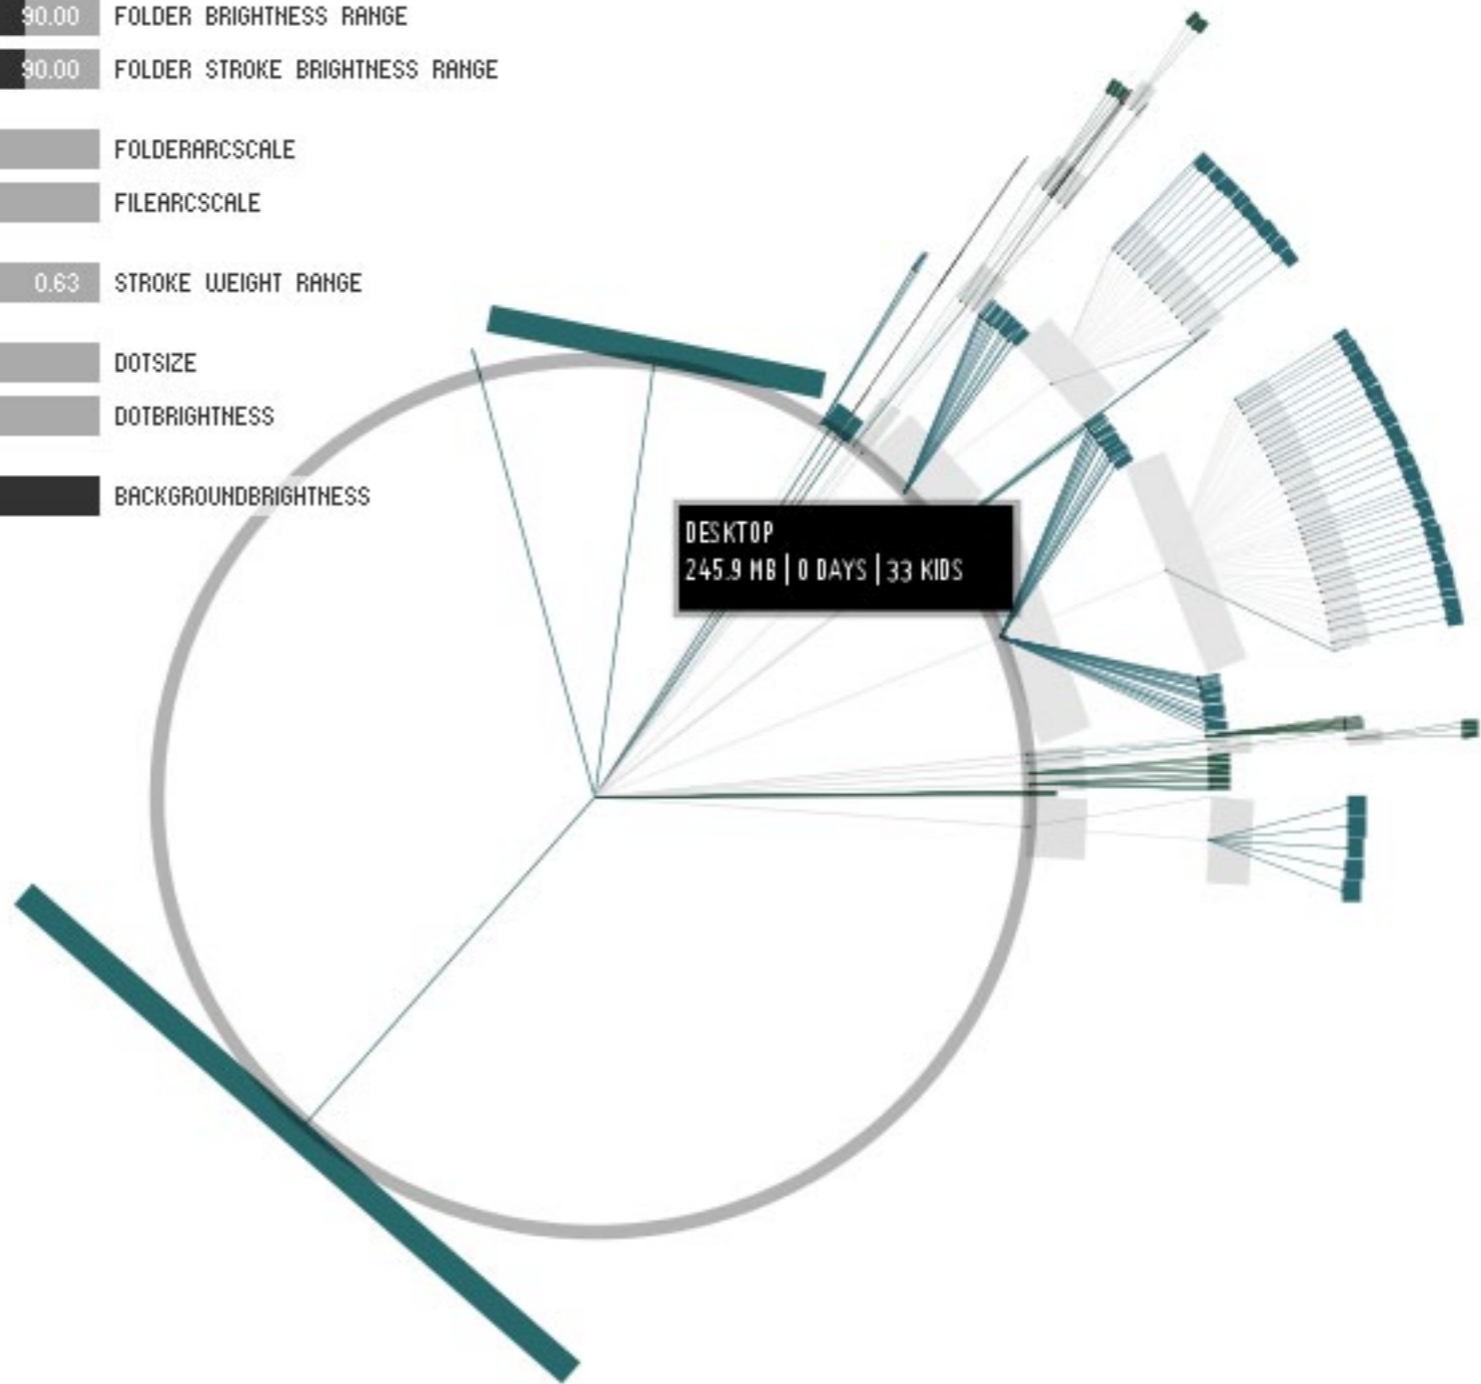 90.00 FOLDER BRIGHTNESS RANGE
90.00 FOLDER STROKE BRIGHTNESS RANGE
FOLDERARCSCALE
FILEARCSCALE
0.63 STROKE WEIGHT RANGE
DOTSIZE
DOTBRIGHTNESS
BACKGROUNDBRIGHTNESS
DESKTOP
245.9 MB | 0 DAYS | 33 KIDS